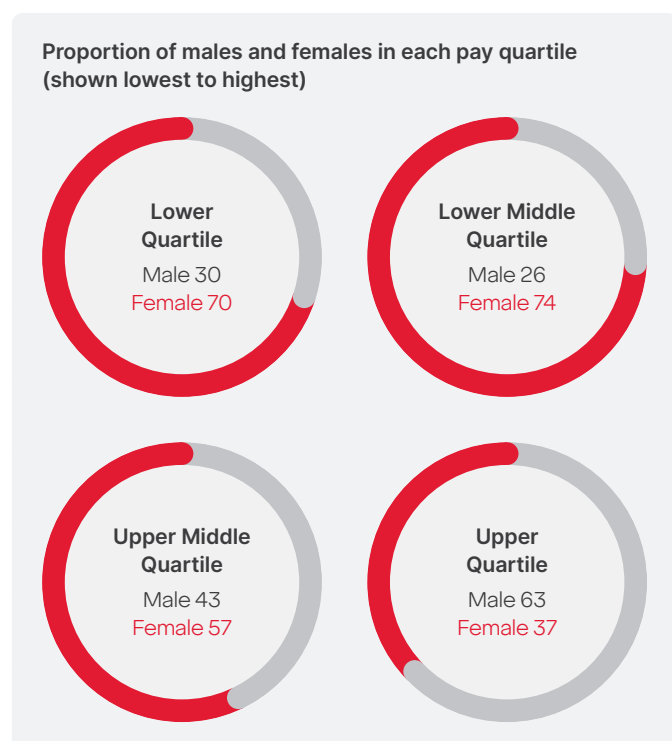 Proportion of males and females in each pay quartile
(shown lowest to highest)
Lower
Quartile
Male 30
Female 70
Lower Middle
Quartile
Male 26
Female 74
Upper Middle
Quartile
Male 43
Female 57
Upper
Quartile
Male 63
Female 37